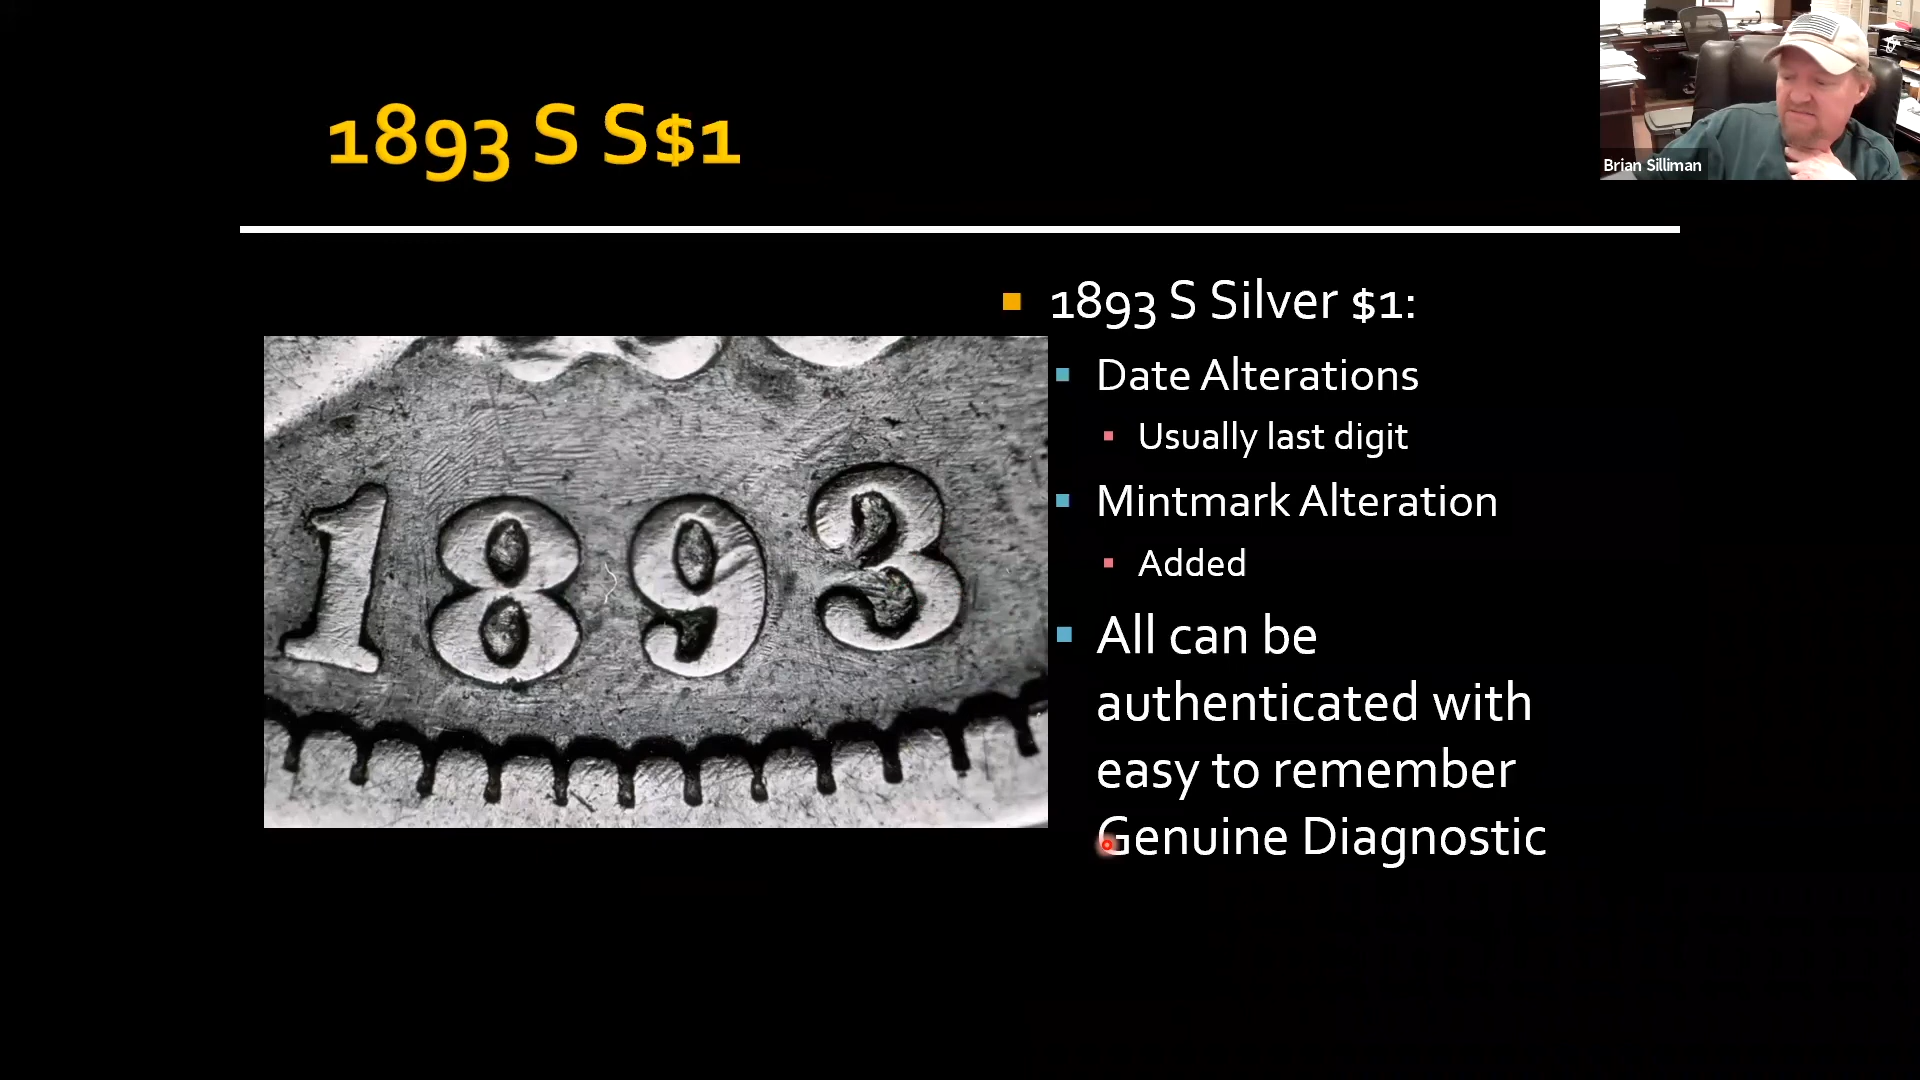 1893 S S$1
Brian Silliman
1893 S Silver $1:
Date Alterations
Usually last digit
Mintmark Alteration
Added
All can be
authenticated with
easy to remember
Genuine Diagnostic
1893